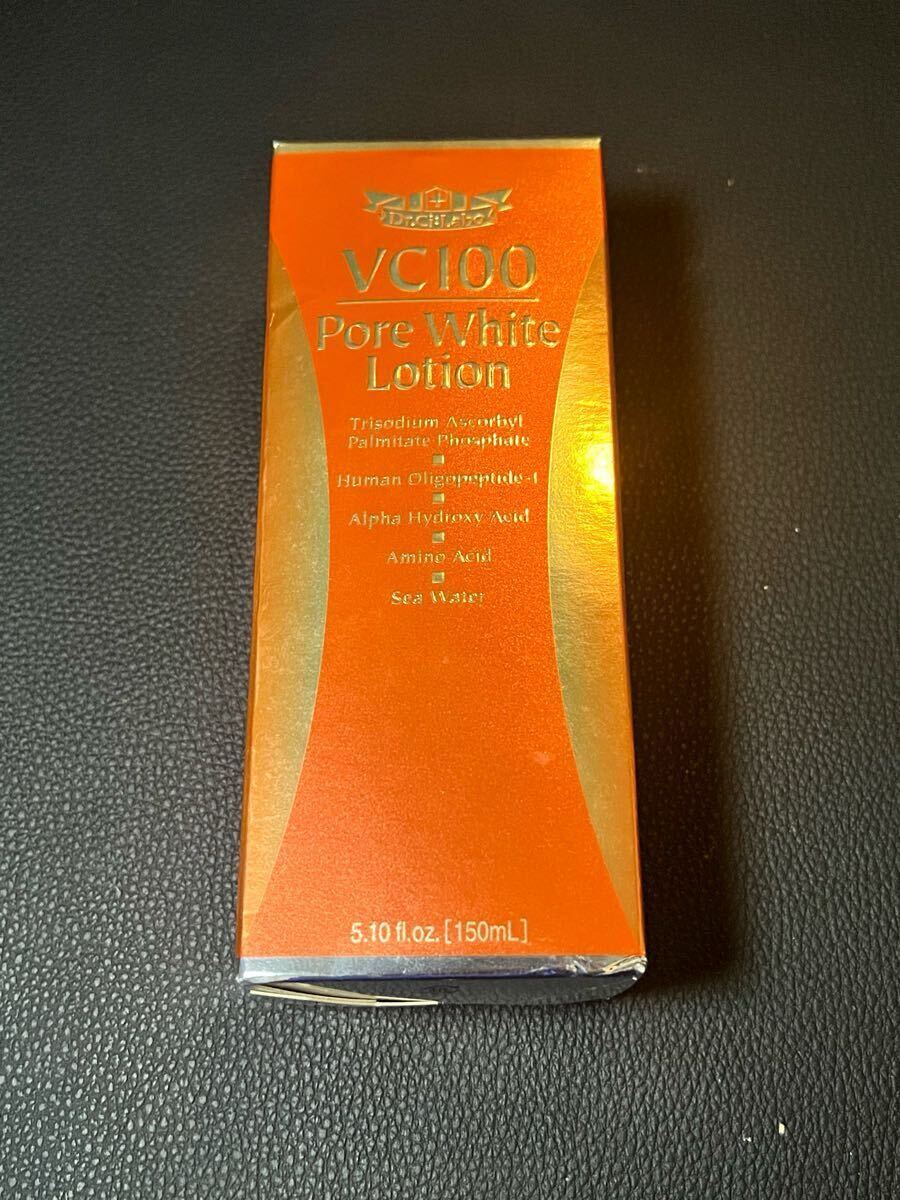 Dr.Ci:Labo
VC100
Pore White
Lotion
Trisodium Ascorbyl
Palmitate Phosphate
Human Oligopeptide-1
Alpha Hydroxy Acid
Amino Acid
Sea Water
5.10 fl.oz. [150mL]